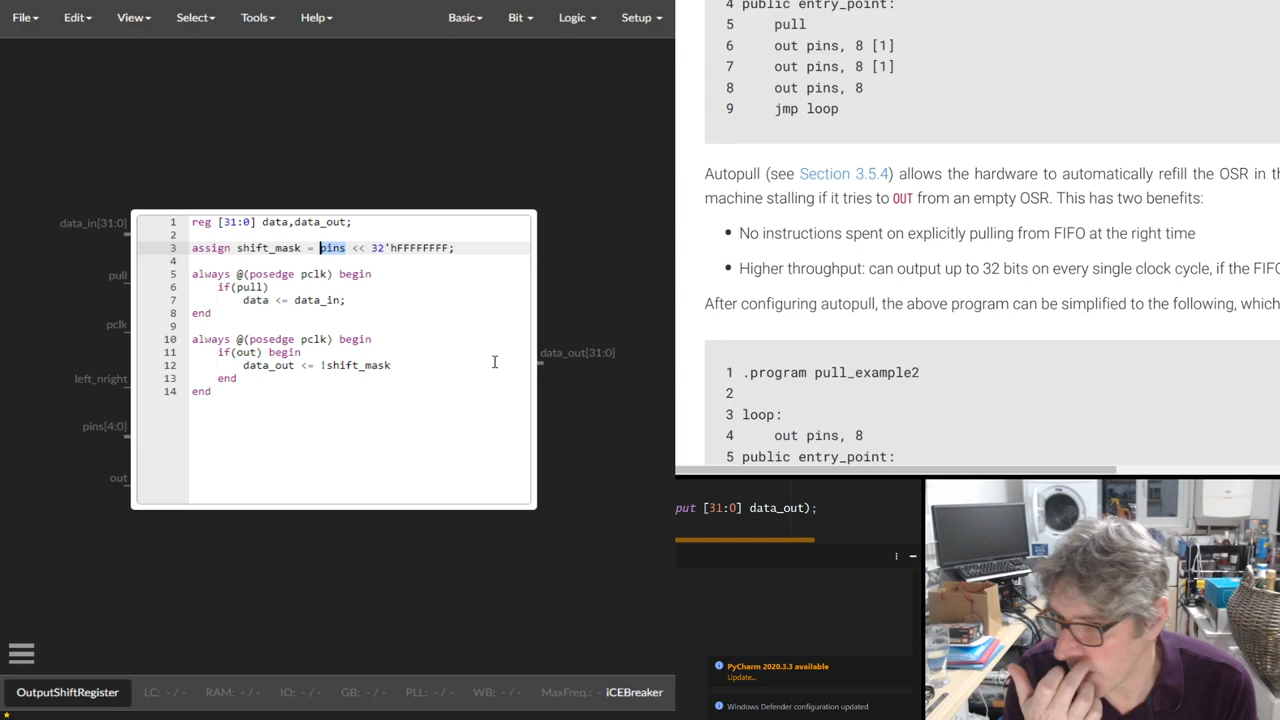 File Edit View Select Tools Help Basic Bit Logic Setup
data_in[31:0]
pull
pclk
left_nright
pins[4:0]
out
1 reg [31:0] data,data_out;
2
3 assign shift_mask = pins << 32'hFFFFFFFF;
4
5 always @(posedge pclk) begin
6 if(pull)
7 data <= data_in;
8 end
9
10 always @(posedge pclk) begin
11 if(out) begin
12 data_out <= !shift_mask
13 end
14 end
data_out[31:0]
OutputShiftRegister LC: - / - RAM: - / - IO: - / - GB: - / - PLL: - / - WB: - / - MaxFreq.: - / - iCEBreaker
4 public entry_point:
5 pull
6 out pins, 8 [1]
7 out pins, 8 [1]
8 out pins, 8
9 jmp loop
Autopull (see Section 3.5.4) allows the hardware to automatically refill the OSR in th
machine stalling if it tries to OUT from an empty OSR. This has two benefits:
• No instructions spent on explicitly pulling from FIFO at the right time
• Higher throughput: can output up to 32 bits on every single clock cycle, if the FIFO
After configuring autopull, the above program can be simplified to the following, which
1 .program pull_example2
2
3 loop:
4 out pins, 8
5 public entry_point:
put [31:0] data_out);
PyCharm 2020.3.3 available
Update...
Windows Defender configuration updated